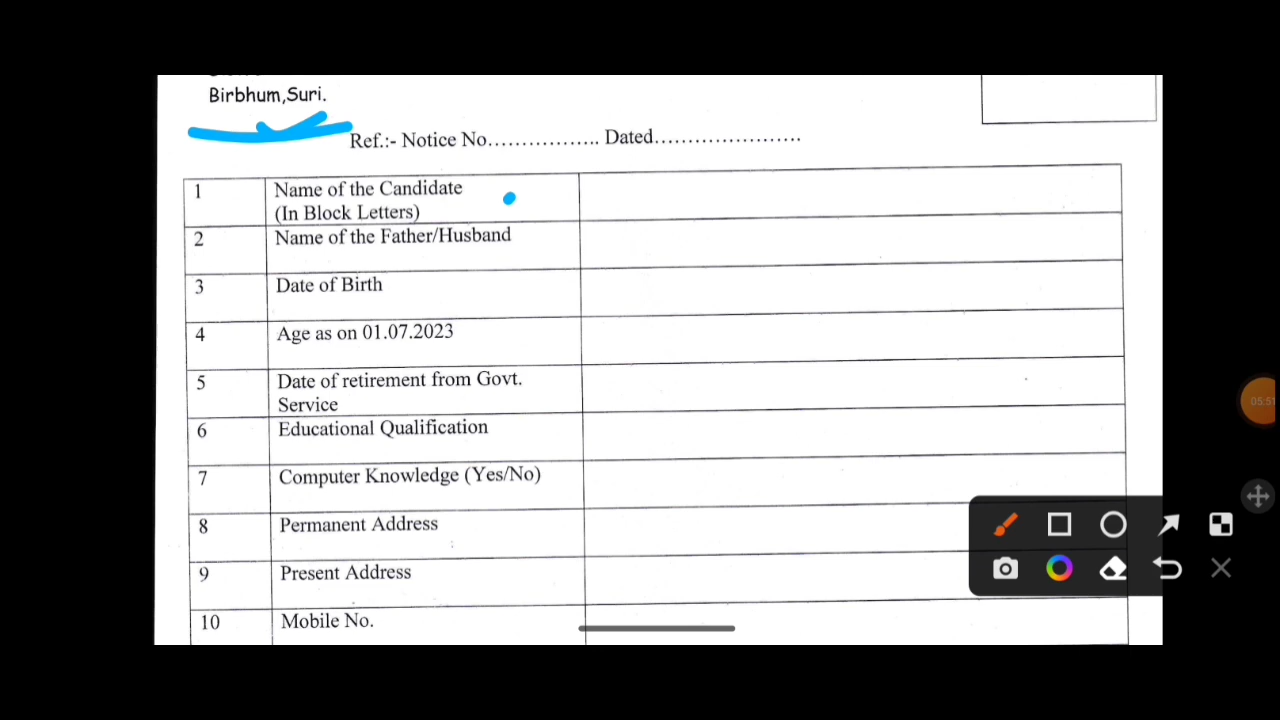 Birbhum,Suri.
Ref.:- Notice No................. Dated......................
1 Name of the Candidate
(In Block Letters)
2 Name of the Father/Husband
3 Date of Birth
4 Age as on 01.07.2023
5 Date of retirement from Govt.
Service
6 Educational Qualification
7 Computer Knowledge (Yes/No)
8 Permanent Address
9 Present Address
10 Mobile No.
05:51